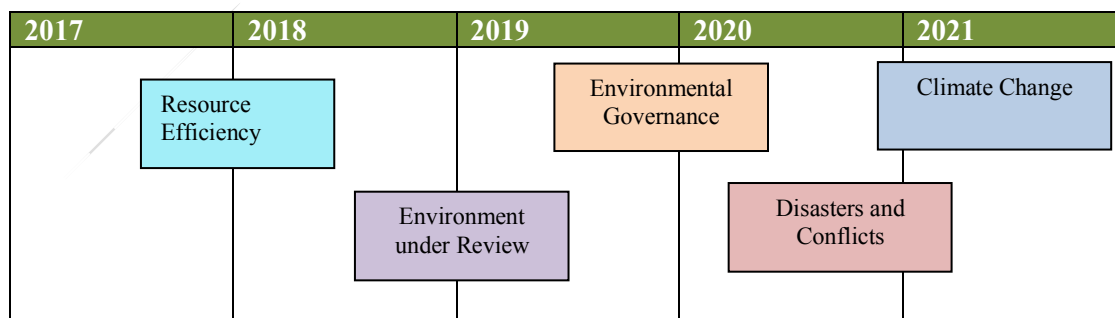 2017 2018 2019 2020 2021
Resource
Efficiency
Environmental
Governance
Climate Change
Environment
under Review
Disasters and
Conflicts